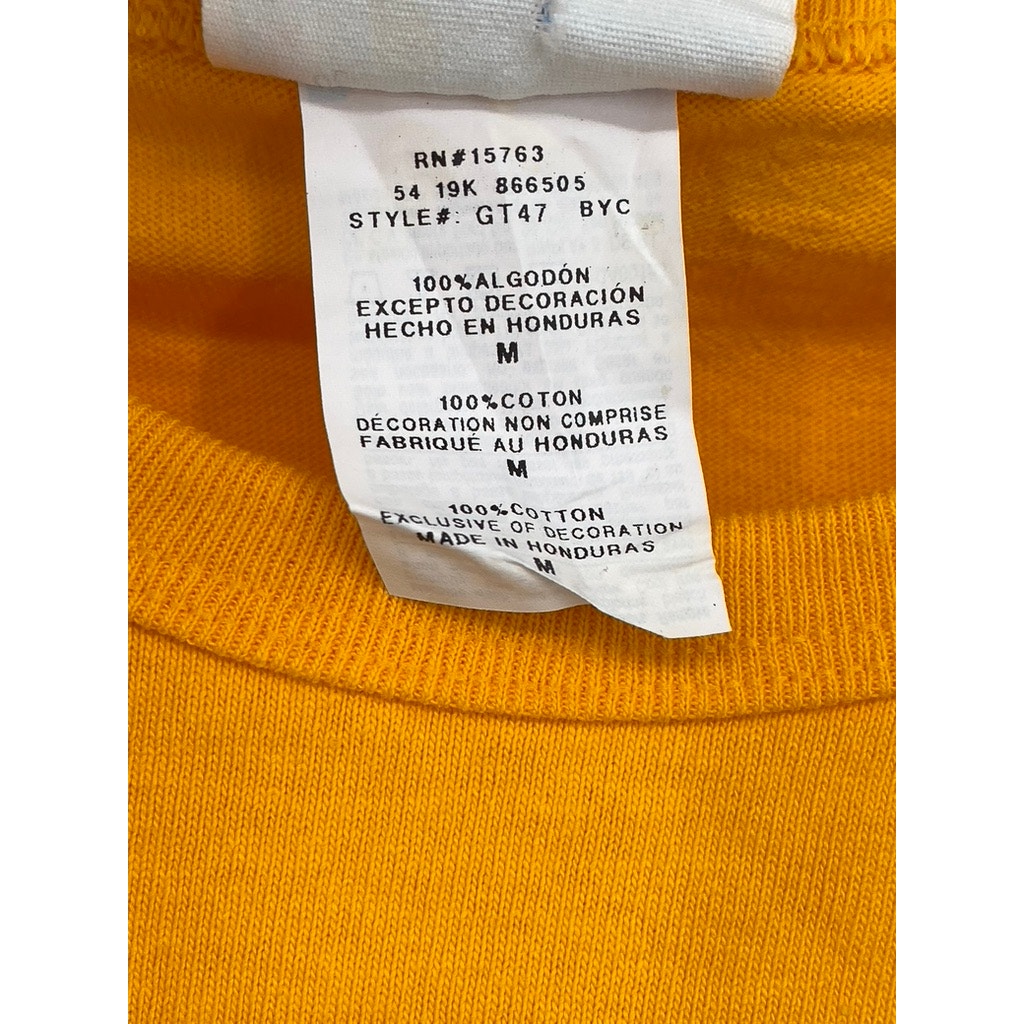 RN#15763
54 19K 866505
STYLE#: GT47 BYC
100%ALGODÓN
EXCEPTO DECORACIÓN
HECHO EN HONDURAS
M
100%COTON
DÉCORATION NON COMPRISE
FABRIQUÉ AU HONDURAS
M
100%COTTON
EXCLUSIVE OF DECORATION
MADE IN HONDURAS
M